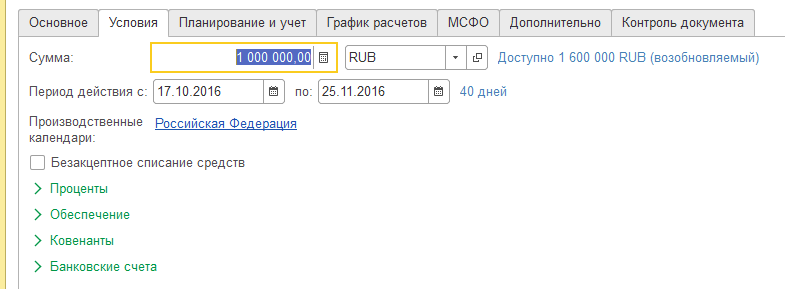 Основное Условия Планирование и учет График расчетов МСФО Дополнительно Контроль документа
Сумма: 1 000 000,00 RUB Доступно 1 600 000 RUB (возобновляемый)
Период действия с: 17.10.2016 по: 25.11.2016 40 дней
Производственные Российская Федерация
календари:
Безакцептное списание средств
Проценты
Обеспечение
Ковенанты
Банковские счета